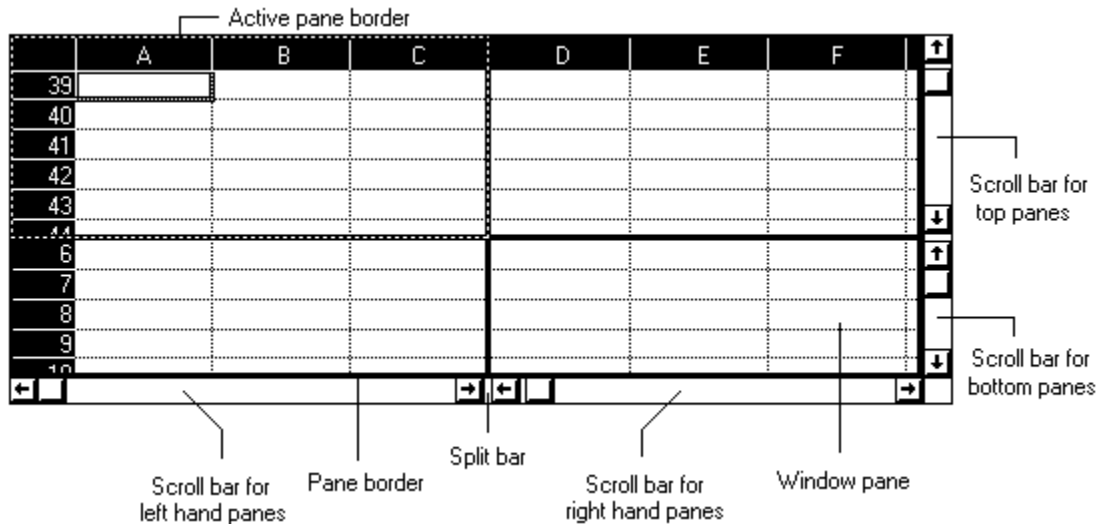 Active pane border
A B C D E F
39
40
41
42
43
44
6
7
8
9
10
Scroll bar for
top panes
Scroll bar for
bottom panes
Split bar
Scroll bar for
left hand panes
Pane border
Scroll bar for
right hand panes
Window pane